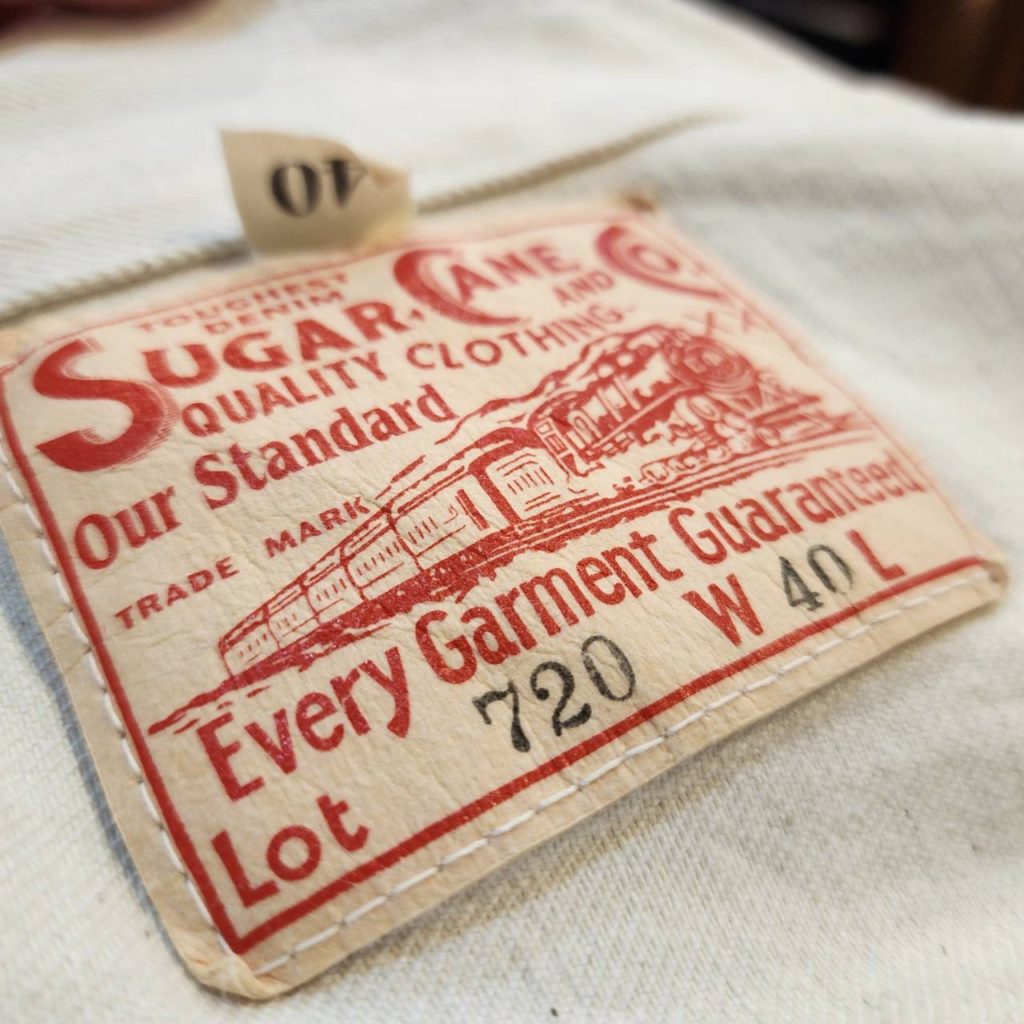 40
TOUGHEST
DENIM
AND
SUGAR CANE CO.
QUALITY CLOTHING
Our Standard
TRADE MARK
Every Garment Guaranteed
Lot 720 W 40 L